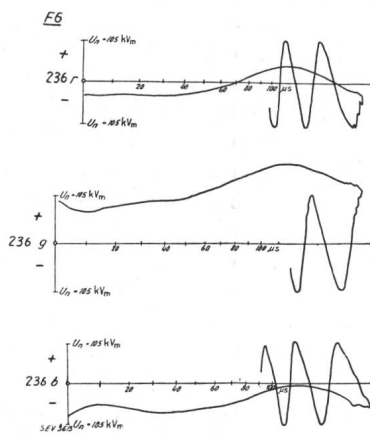 F6
Un = 105 kVm
+
236 r
-
20 40 60 80 100 μs
Un = 105 kVm
Un = 105 kVm
+
236 g
-
20 40 60 80 100 μs
Un = 105 kVm
Un = 105 kVm
+
236 b
-
20 40 60 80 μs
Un = 105 kVm